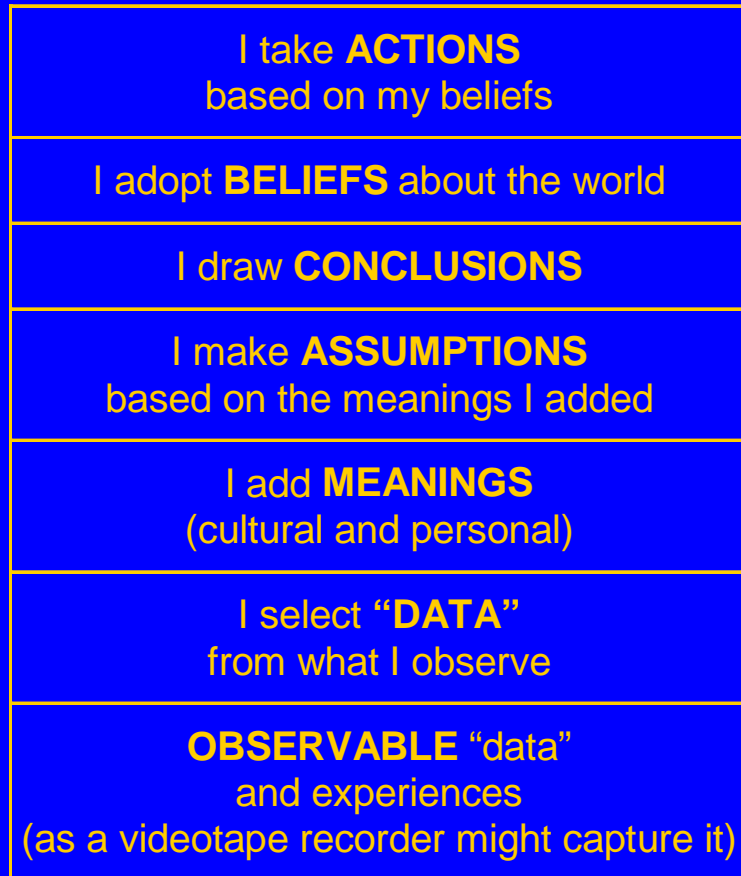 I take ACTIONS
based on my beliefs
I adopt BELIEFS about the world
I draw CONCLUSIONS
I make ASSUMPTIONS
based on the meanings I added
I add MEANINGS
(cultural and personal)
I select “DATA”
from what I observe
OBSERVABLE “data”
and experiences
(as a videotape recorder might capture it)